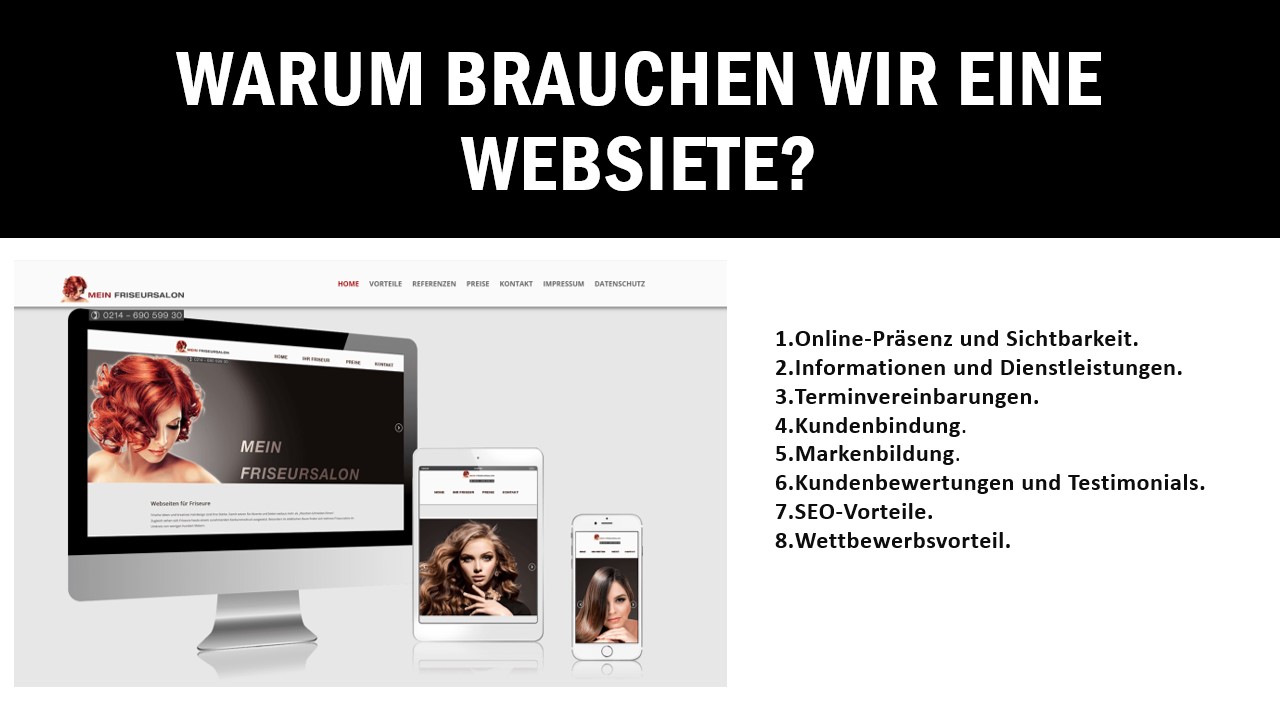 WARUM BRAUCHEN WIR EINE
WEBSIETE?
MEIN FRISEURSALON
HOME VORTEILE REFERENZEN PREISE KONTAKT IMPRESSUM DATENSCHUTZ
0214 – 690 599 30
MEIN FRISEURSALON
HOME IHR FRISEUR PREISE KONTAKT
MEIN
FRISEURSALON
Webseiten für Friseure
HOME IHR FRISEUR PREISE KONTAKT
1.Online-Präsenz und Sichtbarkeit.
2.Informationen und Dienstleistungen.
3.Terminvereinbarungen.
4.Kundenbindung.
5.Markenbildung.
6.Kundenbewertungen und Testimonials.
7.SEO-Vorteile.
8.Wettbewerbsvorteil.